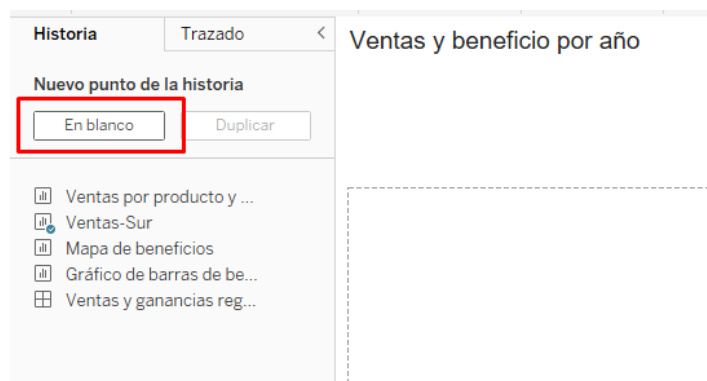 Historia
Trazado
Ventas y beneficio por año
Nuevo punto de la historia
En blanco
Duplicar
Ventas por producto y ...
Ventas-Sur
Mapa de beneficios
Gráfico de barras de be...
Ventas y ganancias reg...